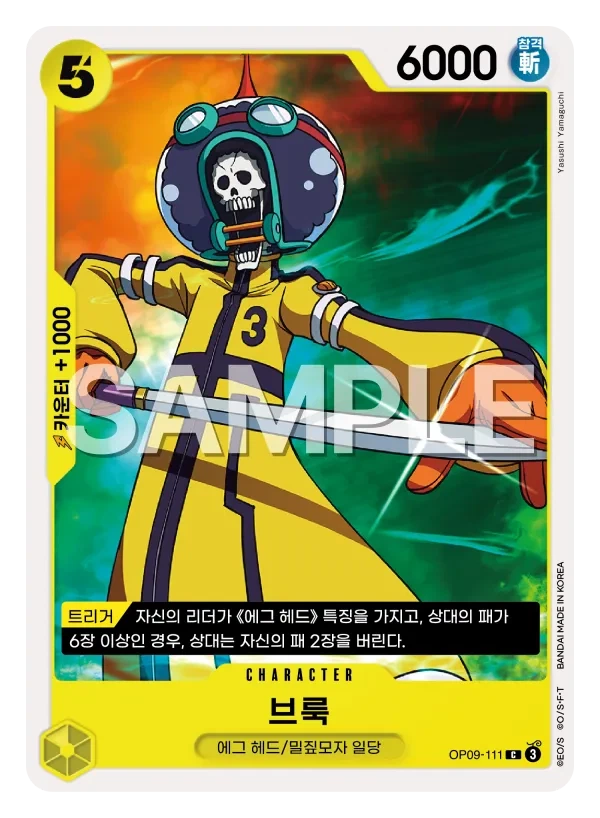 5
6000
참격
斬
Yasushi Yamaguchi
3
카운터 +1000
SAMPLE
트리거 자신의 리더가 《에그 헤드》 특징을 가지고, 상대의 패가
6장 이상인 경우, 상대는 자신의 패 2장을 버린다.
CHARACTER
브룩
에그 헤드/밀짚모자 일당
OP09-111 C 3
©EO/S ©O/S·F·T BANDAI MADE IN KOREA